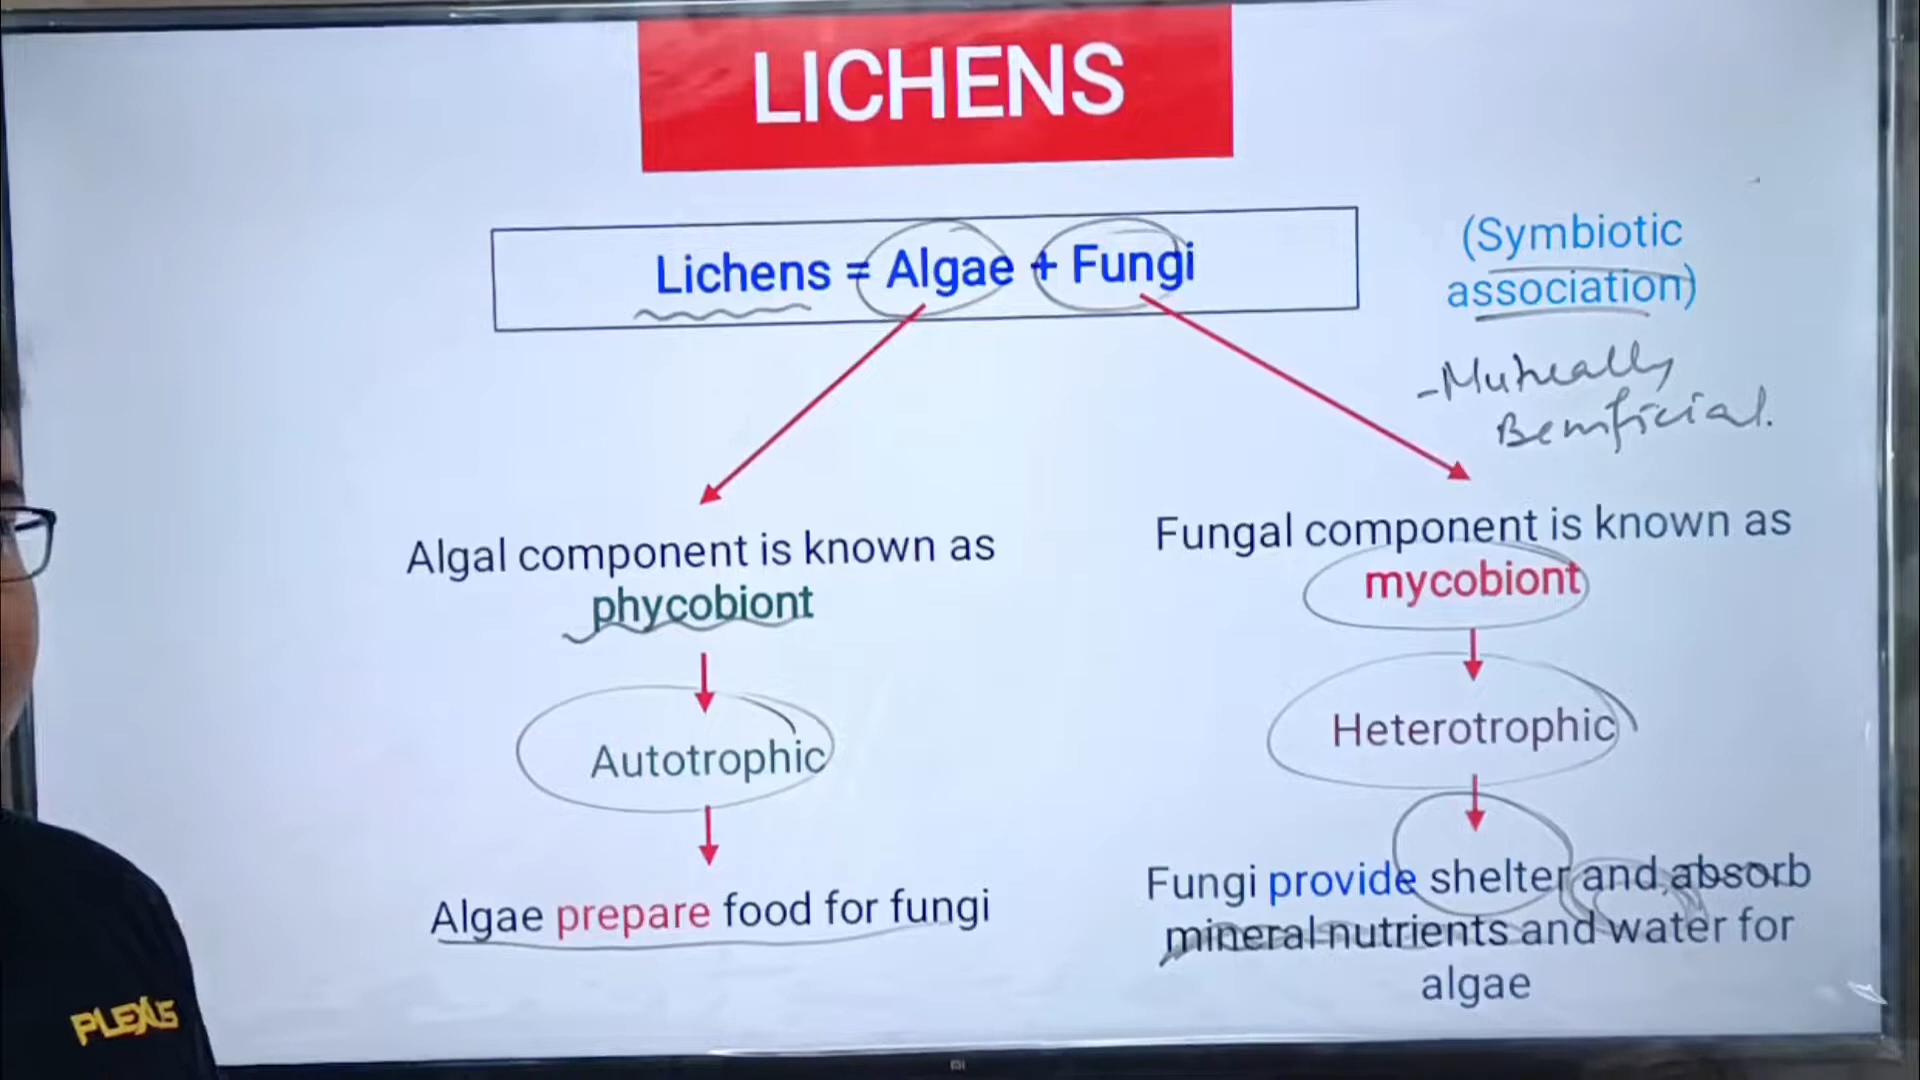 LICHENS
Lichens = Algae + Fungi
(Symbiotic
association)
- Mutually
Benificial.
Algal component is known as
phycobiont
Fungal component is known as
mycobiont
Autotrophic
Heterotrophic
Algae prepare food for fungi
Fungi provide shelter and absorb
mineral nutrients and water for
algae
PLEXUS
mi